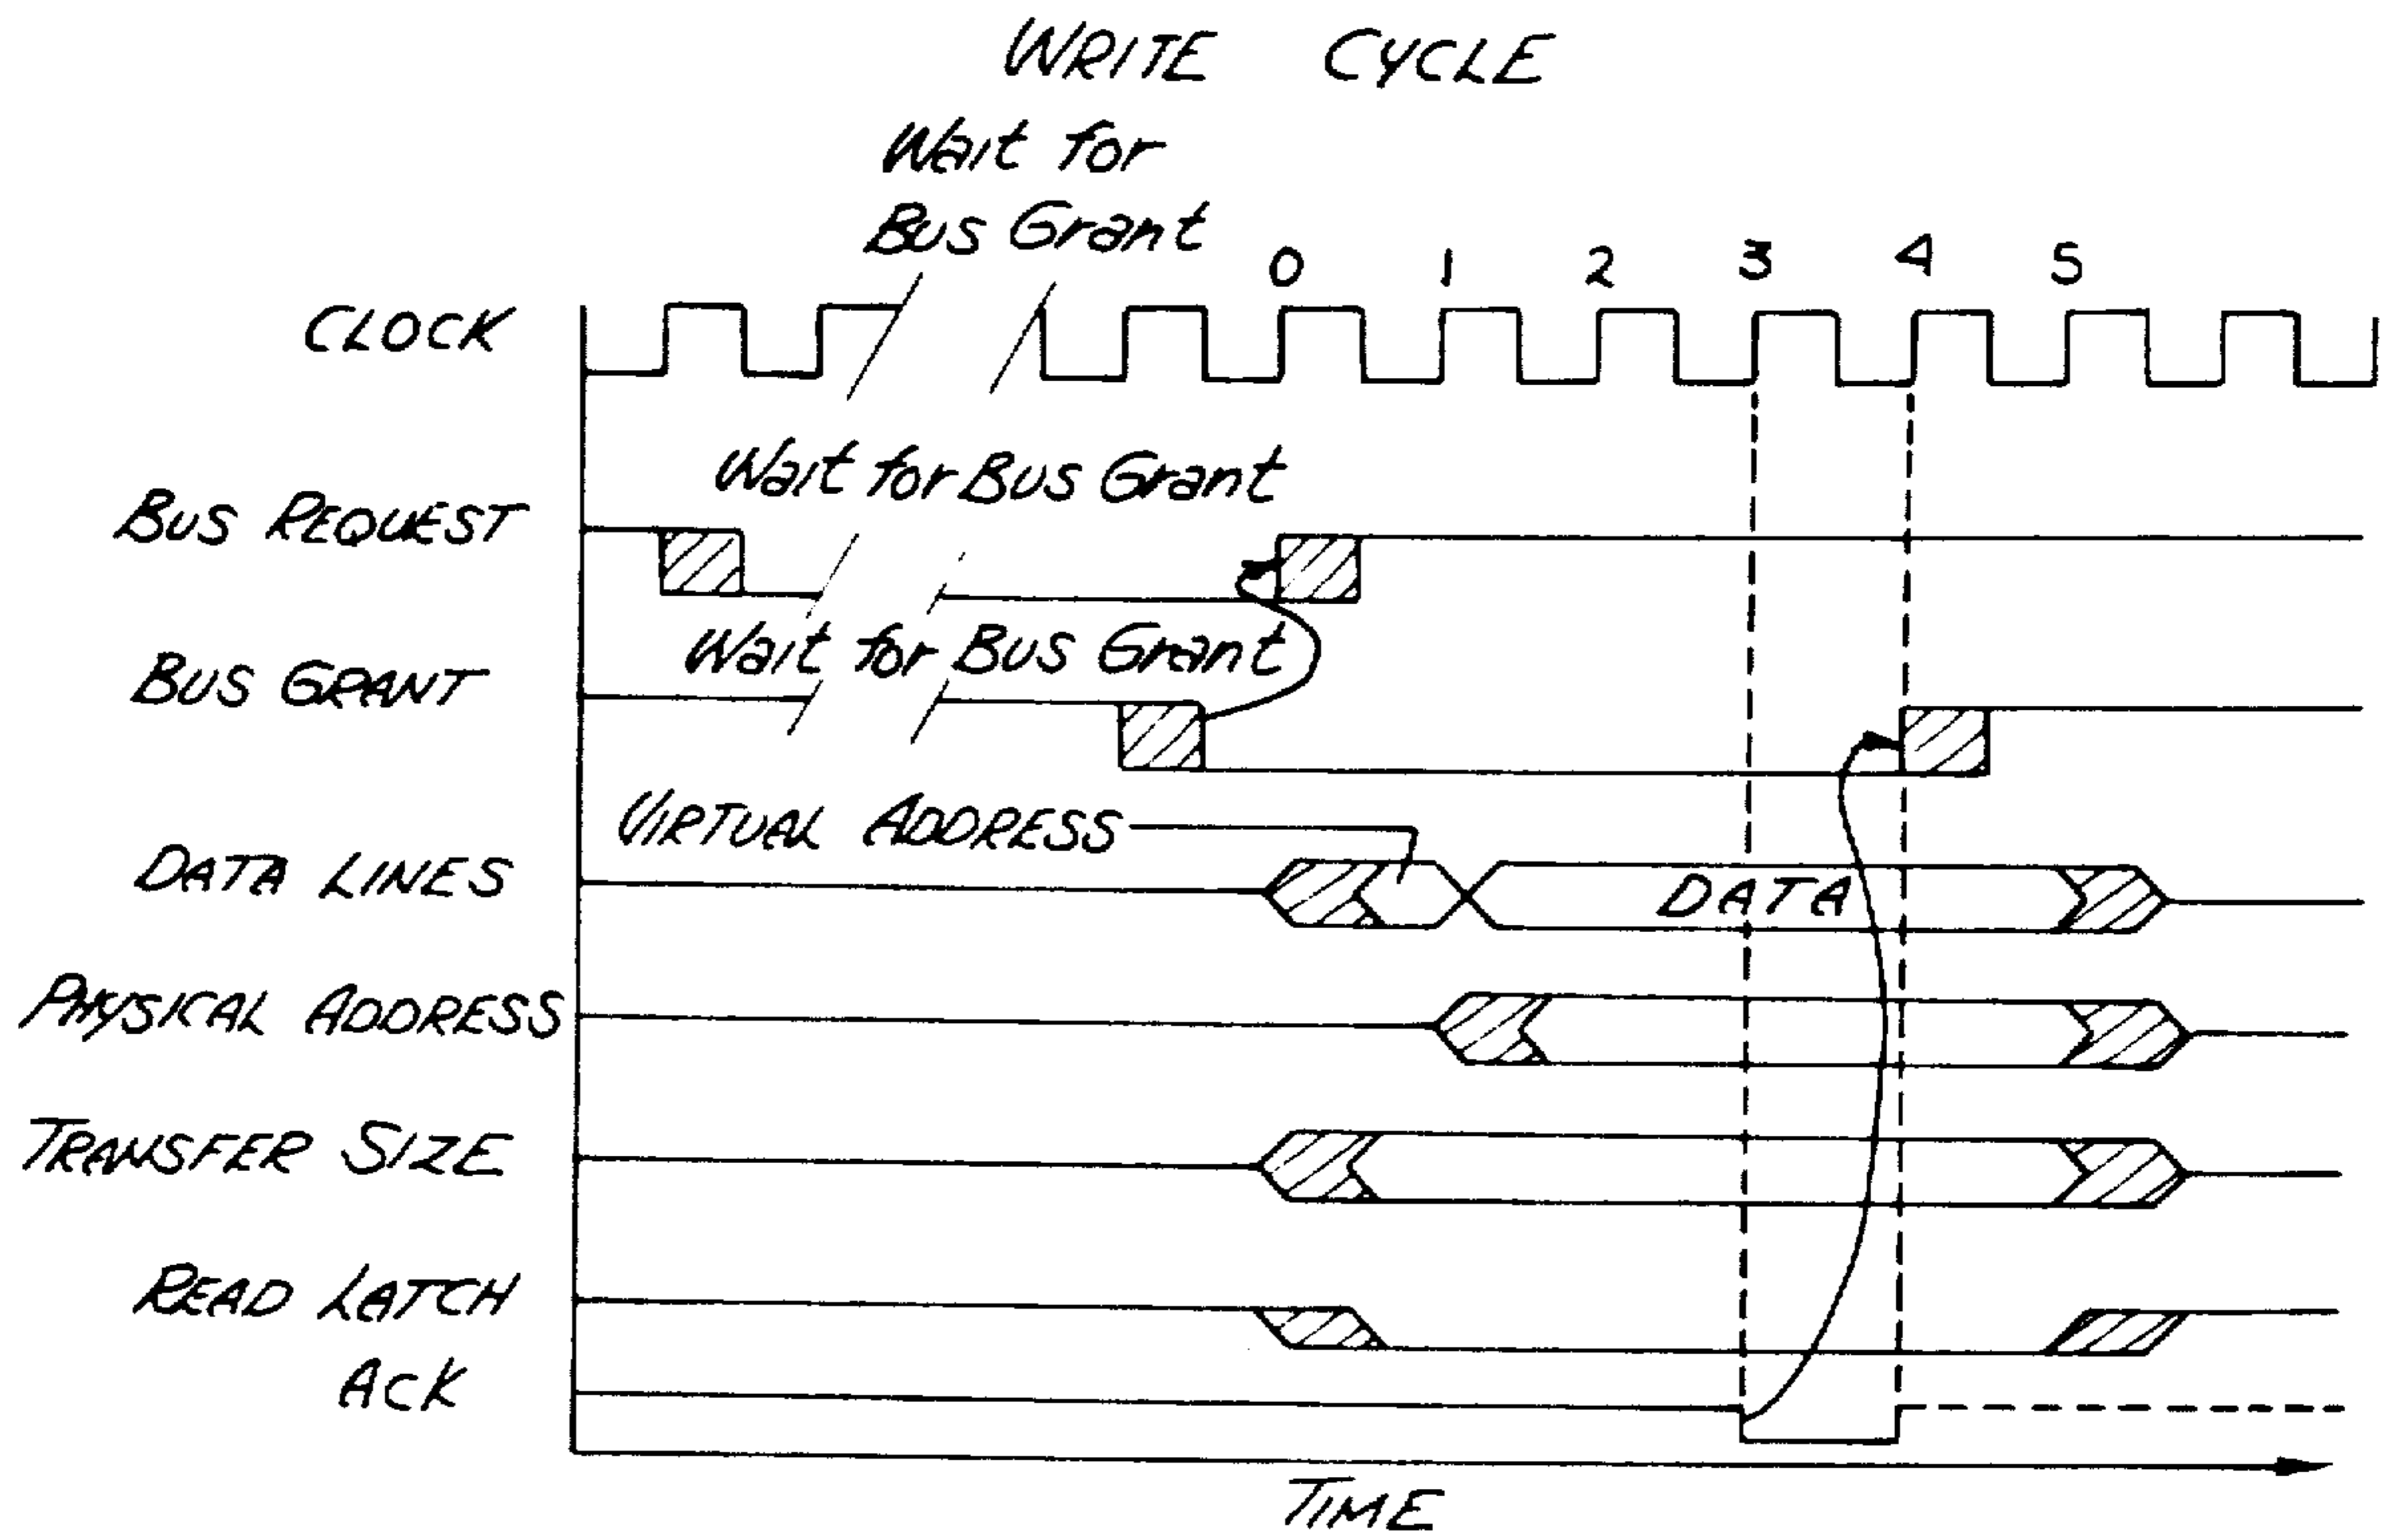 WRITE CYCLE
Wait for
Bus Grant
0 1 2 3 4 5
CLOCK
Wait for Bus Grant
BUS REQUEST
Wait for Bus Grant
BUS GRANT
VIRTUAL ADDRESS
DATA LINES
DATA
PHYSICAL ADDRESS
TRANSFER SIZE
READ LATCH
ACK
TIME